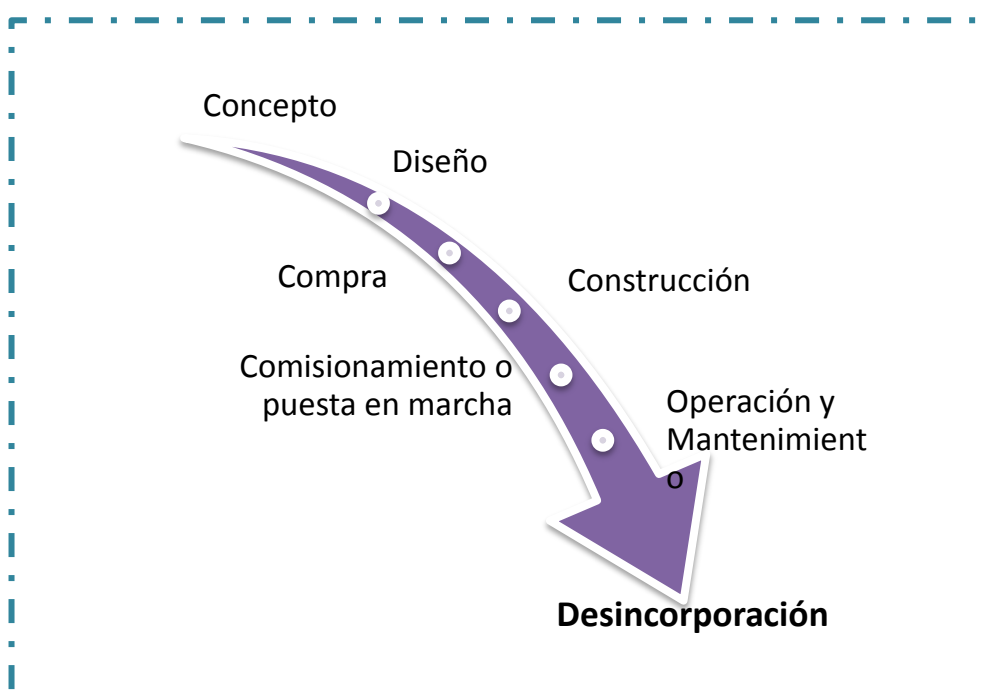 Concepto
Diseño
Compra
Construcción
Comisionamiento o
puesta en marcha
Operación y
Mantenimient
o
Desincorporación